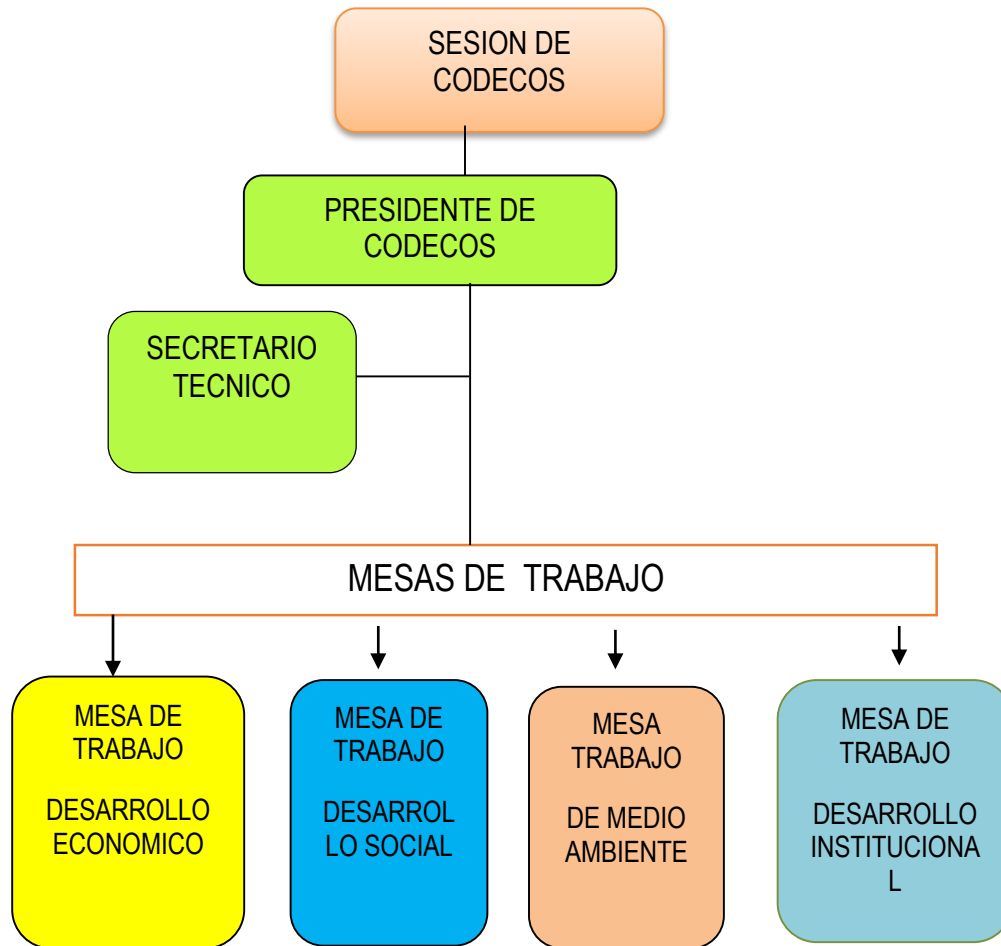 SESION DE
CODECOS
PRESIDENTE DE
CODECOS
SECRETARIO
TECNICO
MESAS DE TRABAJO
MESA DE
TRABAJO
DESARROLLO
ECONOMICO
MESA DE
TRABAJO
DESARROL
LO SOCIAL
MESA
TRABAJO
DE MEDIO
AMBIENTE
MESA DE
TRABAJO
DESARROLLO
INSTITUCIONA
L